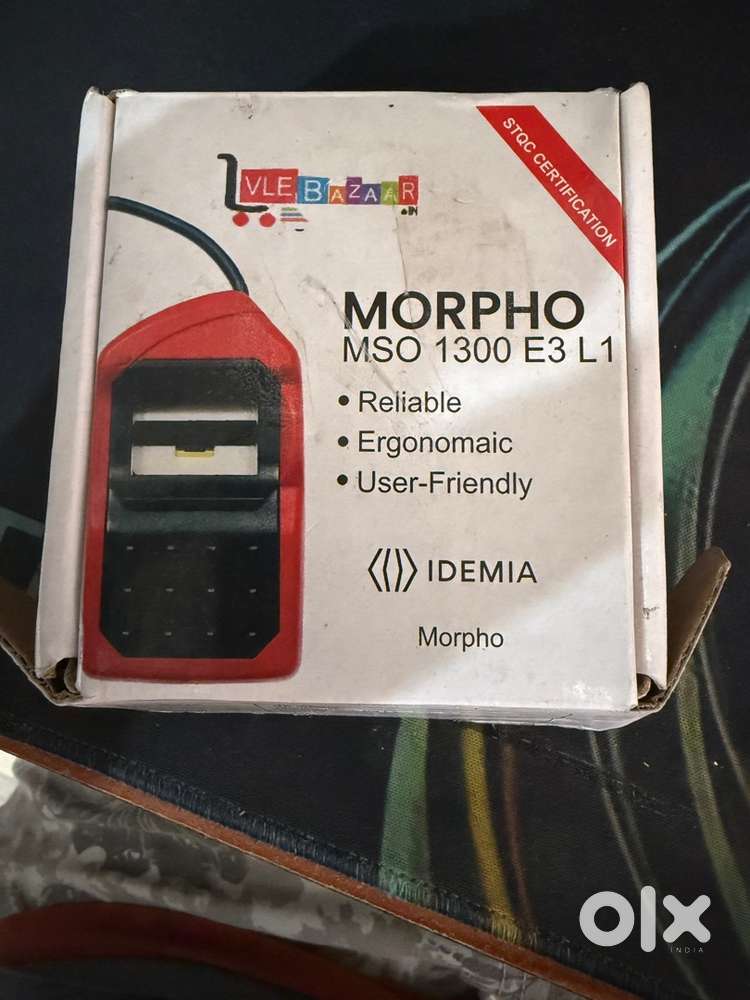 VLE BAZAAR
.IN
STQC CERTIFICATION
MORPHO
MSO 1300 E3 L1
• Reliable
• Ergonomaic
• User-Friendly
IDEMIA
Morpho
olx
INDIA